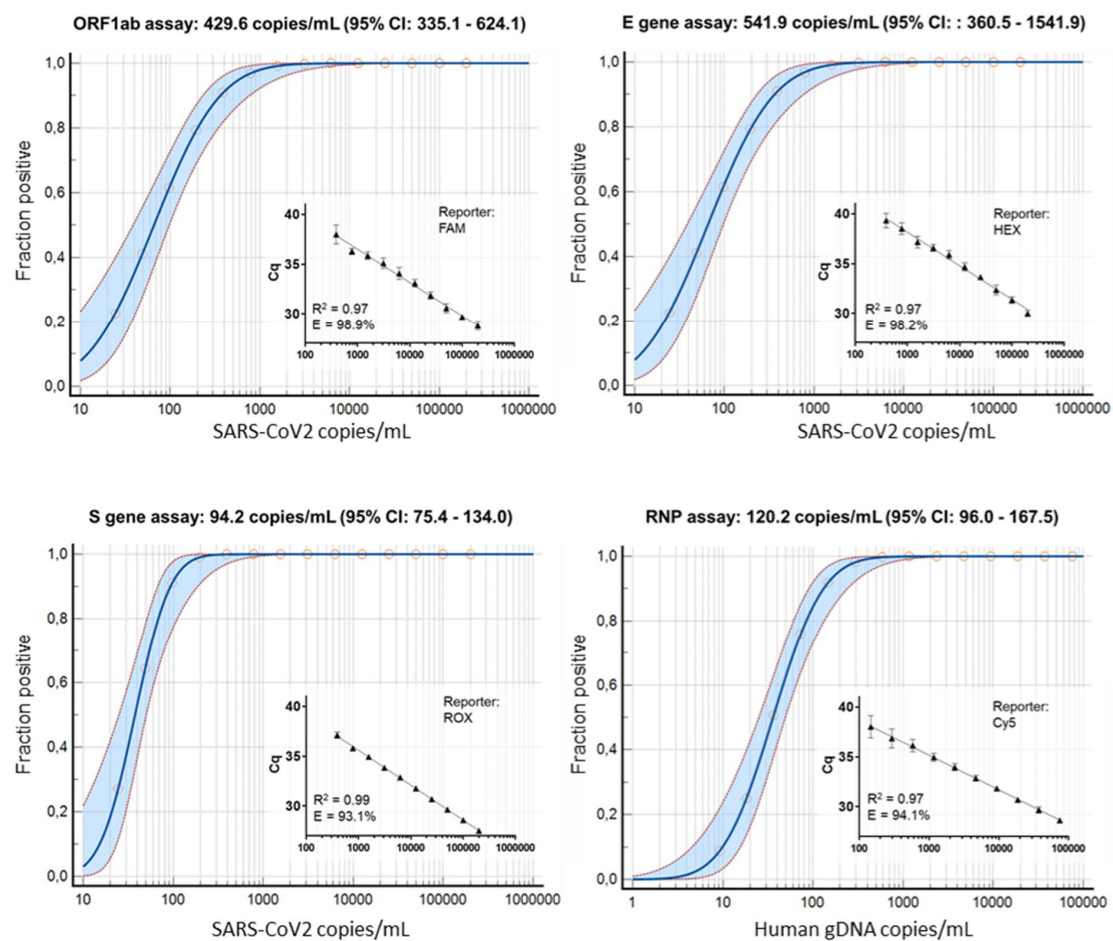 ORF1ab assay: 429.6 copies/mL (95% CI: 335.1 - 624.1)
1,0
0,8
0,6
0,4
0,2
0,0
Fraction positive
10 100 1000 10000 100000 1000000
SARS-CoV2 copies/mL
40
35
30
Cq
Reporter:
FAM
R² = 0.97
E = 98.9%
100 1000 10000 100000 1000000
E gene assay: 541.9 copies/mL (95% CI: : 360.5 - 1541.9)
1,0
0,8
0,6
0,4
0,2
0,0
Fraction positive
10 100 1000 10000 100000 1000000
SARS-CoV2 copies/mL
40
35
30
Cq
Reporter:
HEX
R² = 0.97
E = 98.2%
100 1000 10000 100000 1000000
S gene assay: 94.2 copies/mL (95% CI: 75.4 - 134.0)
1,0
0,8
0,6
0,4
0,2
0,0
Fraction positive
10 100 1000 10000 100000 1000000
SARS-CoV2 copies/mL
40
35
30
Cq
Reporter:
ROX
R² = 0.99
E = 93.1%
100 1000 10000 100000 1000000
RNP assay: 120.2 copies/mL (95% CI: 96.0 - 167.5)
1,0
0,8
0,6
0,4
0,2
0,0
Fraction positive
1 10 100 1000 10000 100000
Human gDNA copies/mL
40
35
30
Cq
Reporter:
Cy5
R² = 0.97
E = 94.1%
100 1000 10000 100000